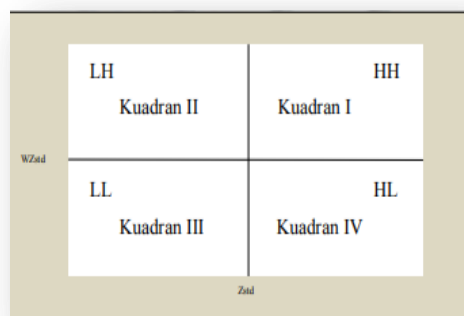 LH HH
Kuadran II Kuadran I
WZstd
LL HL
Kuadran III Kuadran IV
Zstd